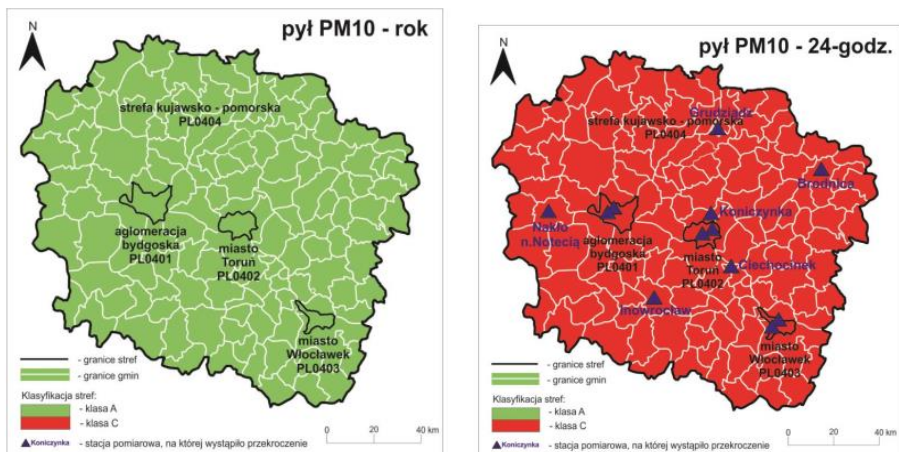 pył PM10 - rok
N
strefa kujawsko - pomorska
PL0404
aglomeracja
bydgoska
PL0401
miasto
Toruń
PL0402
miasto
Włocławek
PL0403
- granice stref
- granice gmin
Klasyfikacja stref:
- klasa A
- klasa C
Koniczynka - stacja pomiarowa, na której wystąpiło przekroczenie
0 20 40 km
pył PM10 - 24-godz.
N
Grudziądz
strefa kujawsko - pomorska
PL0404
Brodnica
Nakło
n.Notecią
Koniczynka
aglomeracja
bydgoska
PL0401
miasto
Toruń
PL0402
Ciechocinek
Inowrocław
miasto
Włocławek
PL0403
- granice stref
- granice gmin
Klasyfikacja stref:
- klasa A
- klasa C
Koniczynka - stacja pomiarowa, na której wystąpiło przekroczenie
0 20 40 km